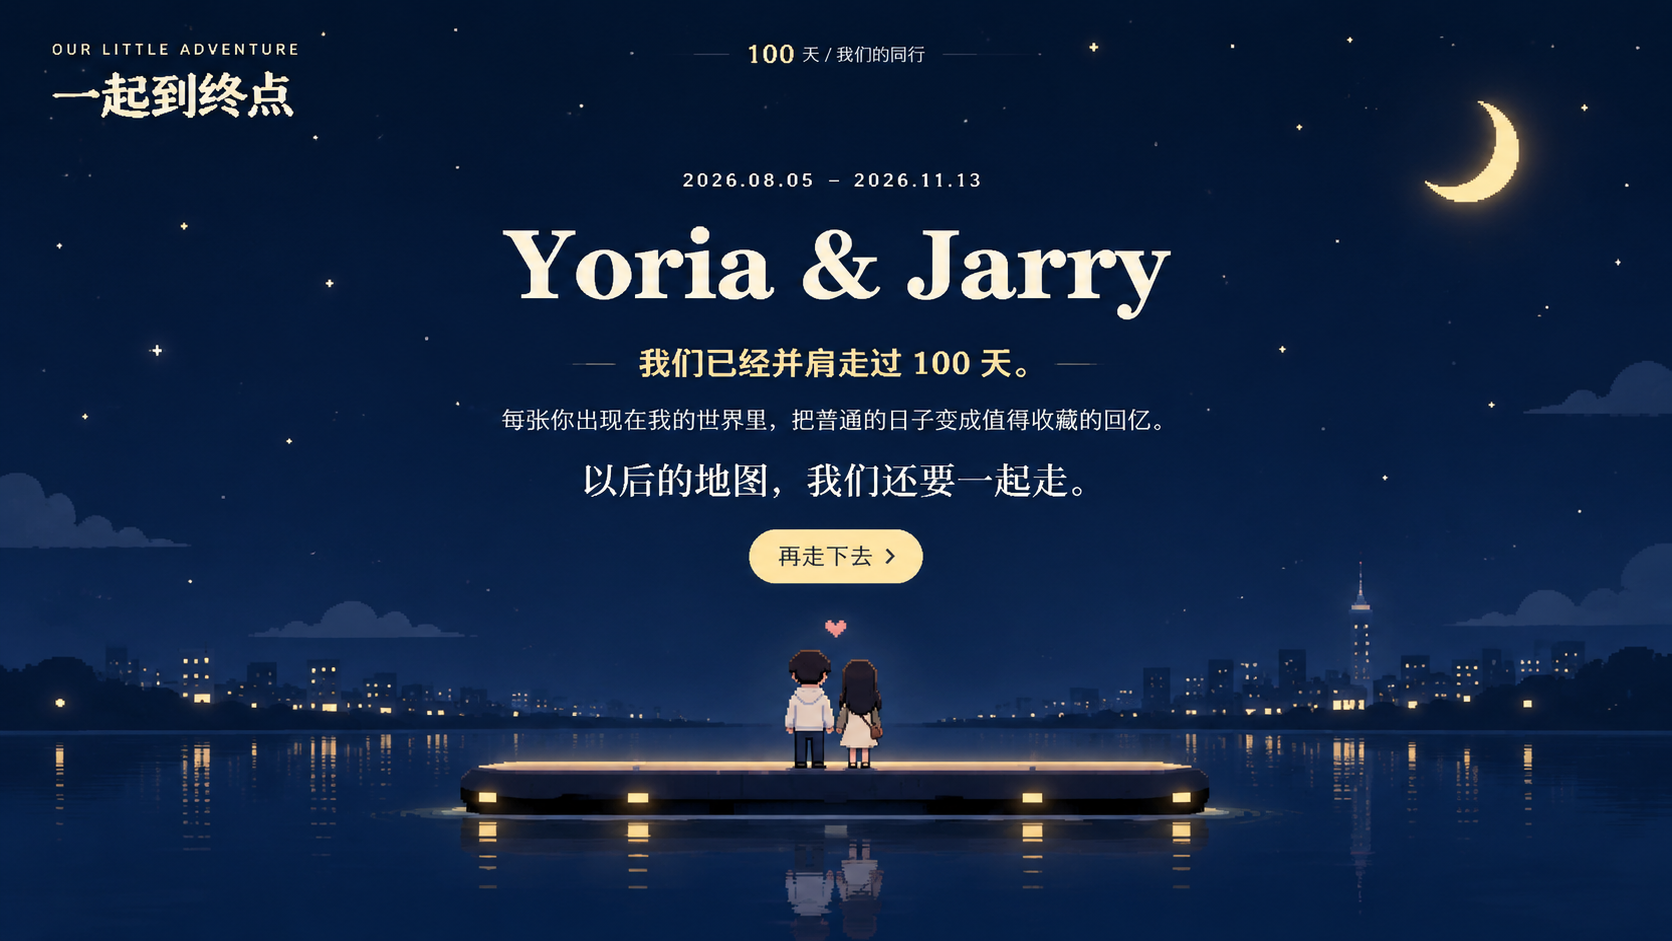 OUR LITTLE ADVENTURE
一起到终点
100 天 / 我们的同行
2026.08.05 – 2026.11.13
Yoria & Jarry
我们已经并肩走过 100 天。
每张你出现在我的世界里，把普通的日子变成值得收藏的回忆。
以后的地图，我们还要一起走。
再走下去 >